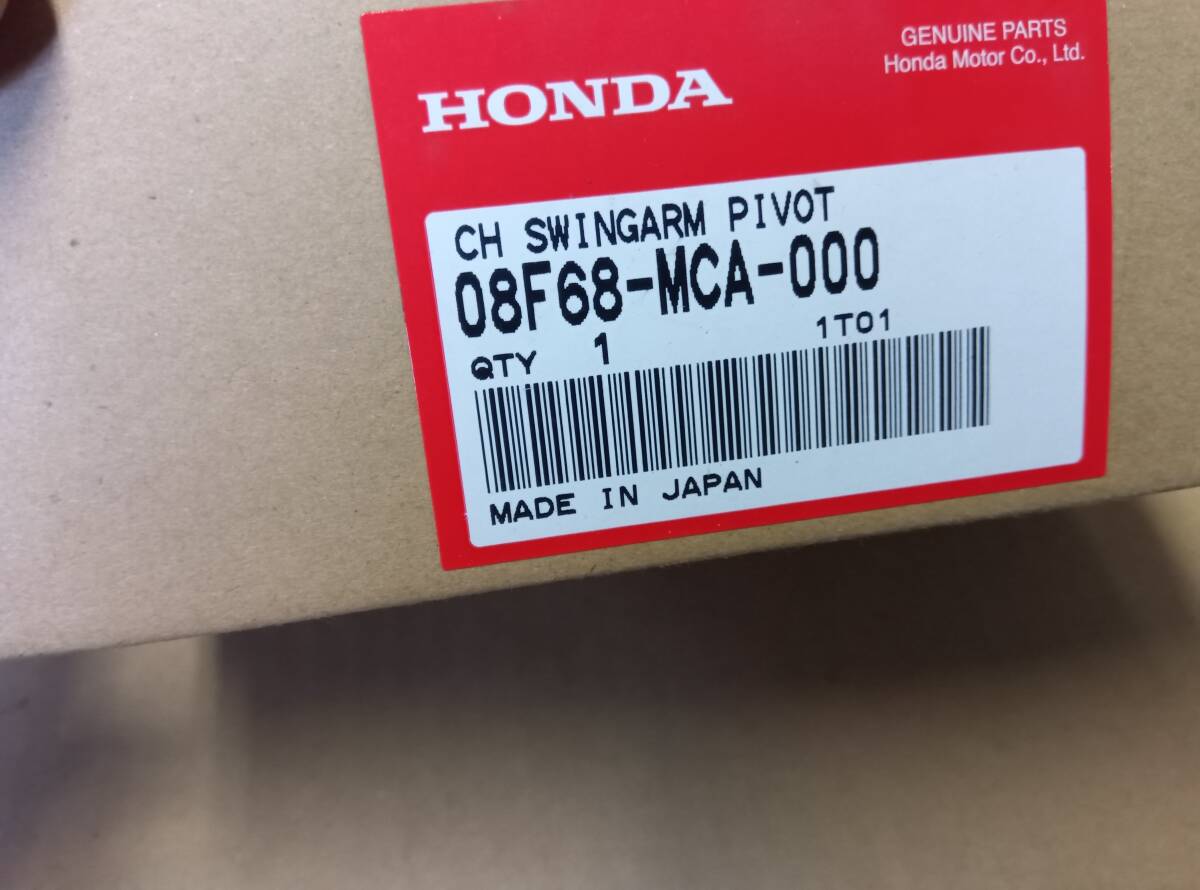 GENUINE PARTS
Honda Motor Co., Ltd.
HONDA
CH SWINGARM PIVOT
08F68-MCA-000
QTY 1 1T01
MADE IN JAPAN